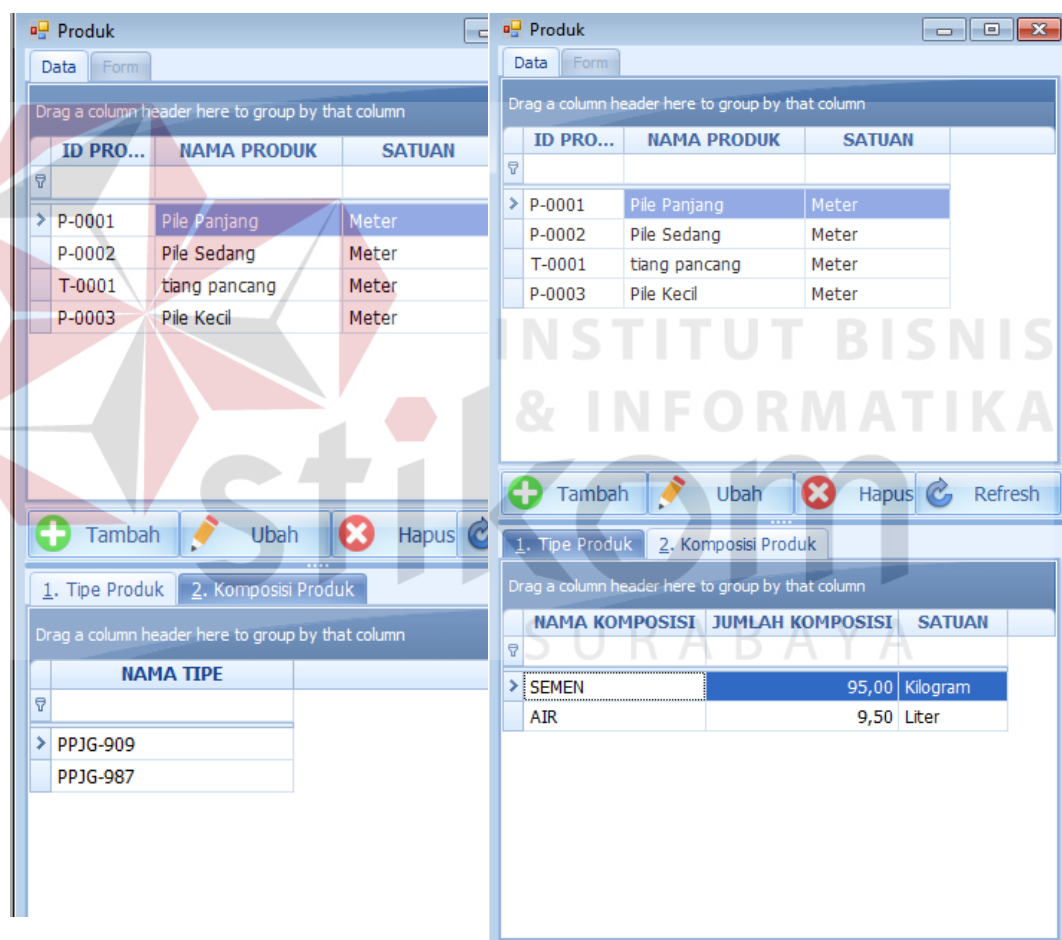 Produk
Data Form
Drag a column header here to group by that column
ID PRO... NAMA PRODUK SATUAN
P-0001 Pile Panjang Meter
P-0002 Pile Sedang Meter
T-0001 tiang pancang Meter
P-0003 Pile Kecil Meter
Tambah Ubah Hapus
1. Tipe Produk 2. Komposisi Produk
Drag a column header here to group by that column
NAMA TIPE
PPJG-909
PPJG-987
Produk
Data Form
Drag a column header here to group by that column
ID PRO... NAMA PRODUK SATUAN
P-0001 Pile Panjang Meter
P-0002 Pile Sedang Meter
T-0001 tiang pancang Meter
P-0003 Pile Kecil Meter
Tambah Ubah Hapus Refresh
1. Tipe Produk 2. Komposisi Produk
Drag a column header here to group by that column
NAMA KOMPOSISI JUMLAH KOMPOSISI SATUAN
SEMEN 95,00 Kilogram
AIR 9,50 Liter
INSTITUT BISNIS
& INFORMATIKA
stikom
SURABAYA